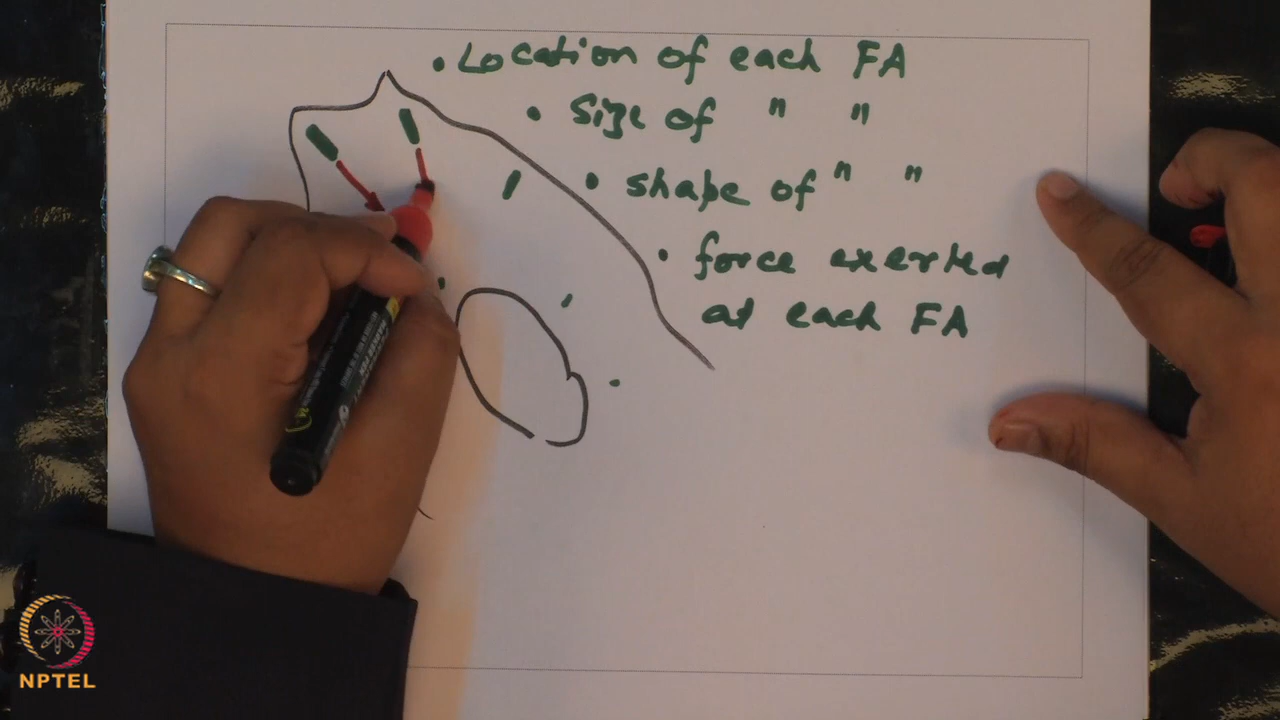 • Location of each FA
• Size of " "
• shape of " "
• force exerted
at each FA
NPTEL